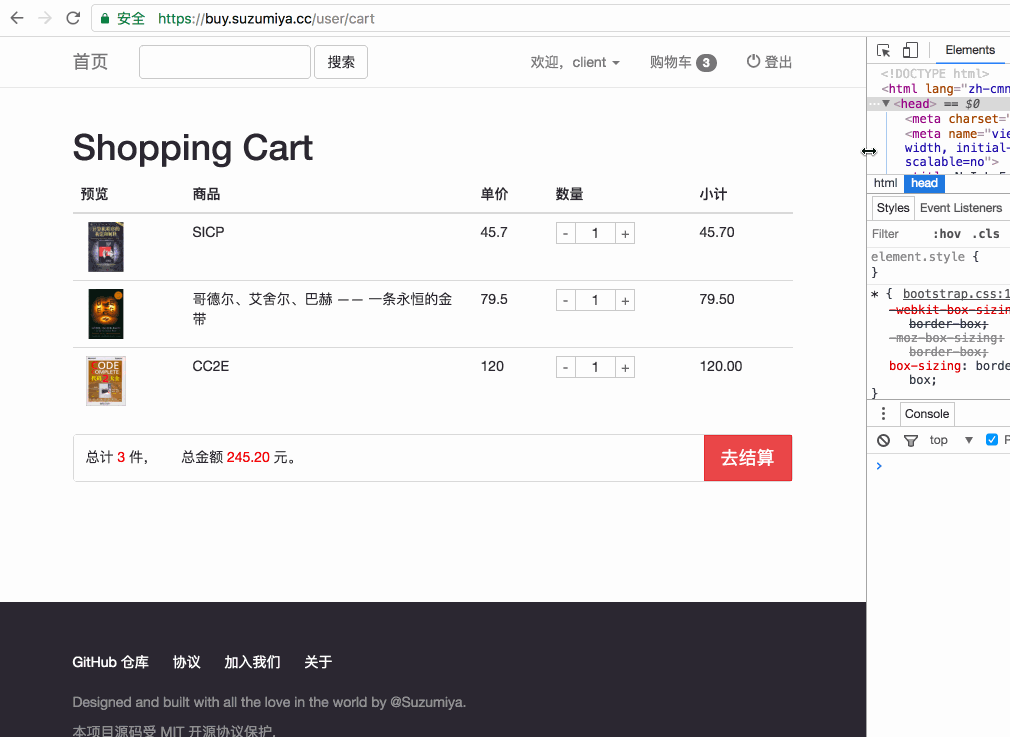 安全 https://buy.suzumiya.cc/user/cart
首页 搜索 欢迎，client 购物车 3 登出
Shopping Cart
预览 商品 单价 数量 小计
SICP 45.7 - 1 + 45.70
哥德尔、艾舍尔、巴赫 —— 一条永恒的金
带 79.5 - 1 + 79.50
CC2E 120 - 1 + 120.00
总计 3 件， 总金额 245.20 元。 去结算
GitHub 仓库 协议 加入我们 关于
Designed and built with all the love in the world by @Suzumiya.
本项目源码受 MIT 开源协议保护.
Elements
<!DOCTYPE html>
<html lang="zh-cmn
<head> == $0
<meta charset="
<meta name="vie
width, initial-
scalable=no">
html head
Styles Event Listeners
Filter :hov .cls
element.style {
}
* { bootstrap.css:1
-webkit-box-sizin
border-box;
-moz-box-sizing:
border-box;
box-sizing: borde
box;
}
Console
top P